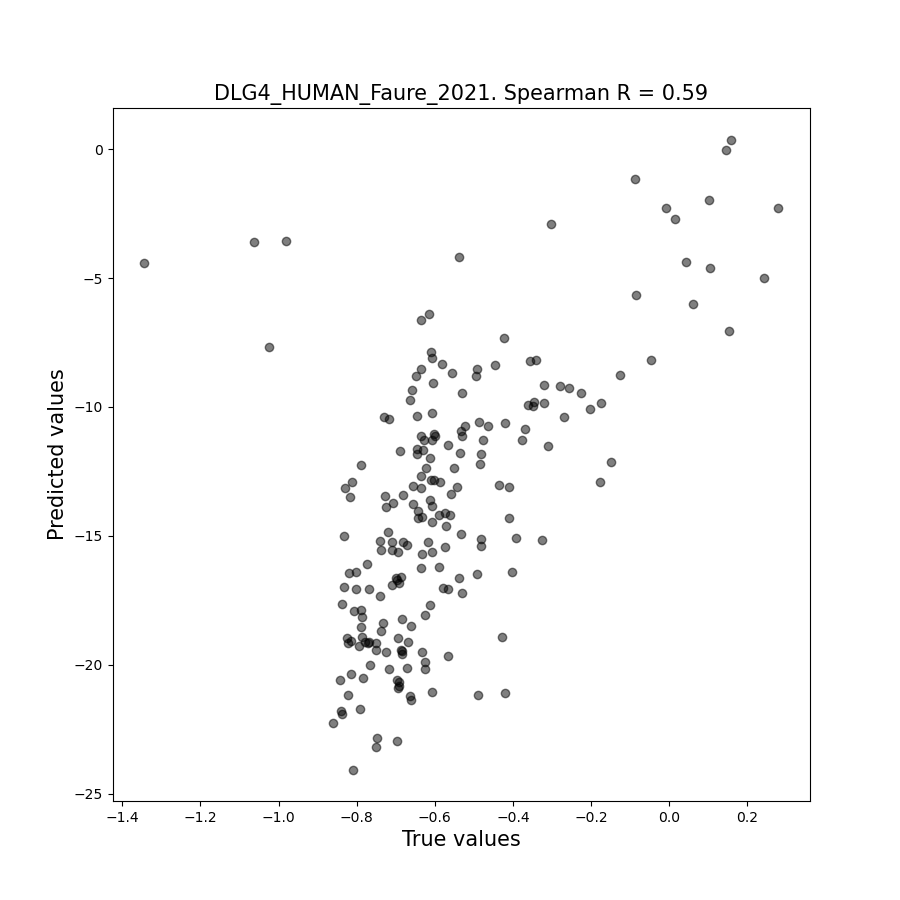 DLG4_HUMAN_Faure_2021. Spearman R = 0.59
0
−5
−10
−15
−20
−25
Predicted values
−1.4 −1.2 −1.0 −0.8 −0.6 −0.4 −0.2 0.0 0.2
True values